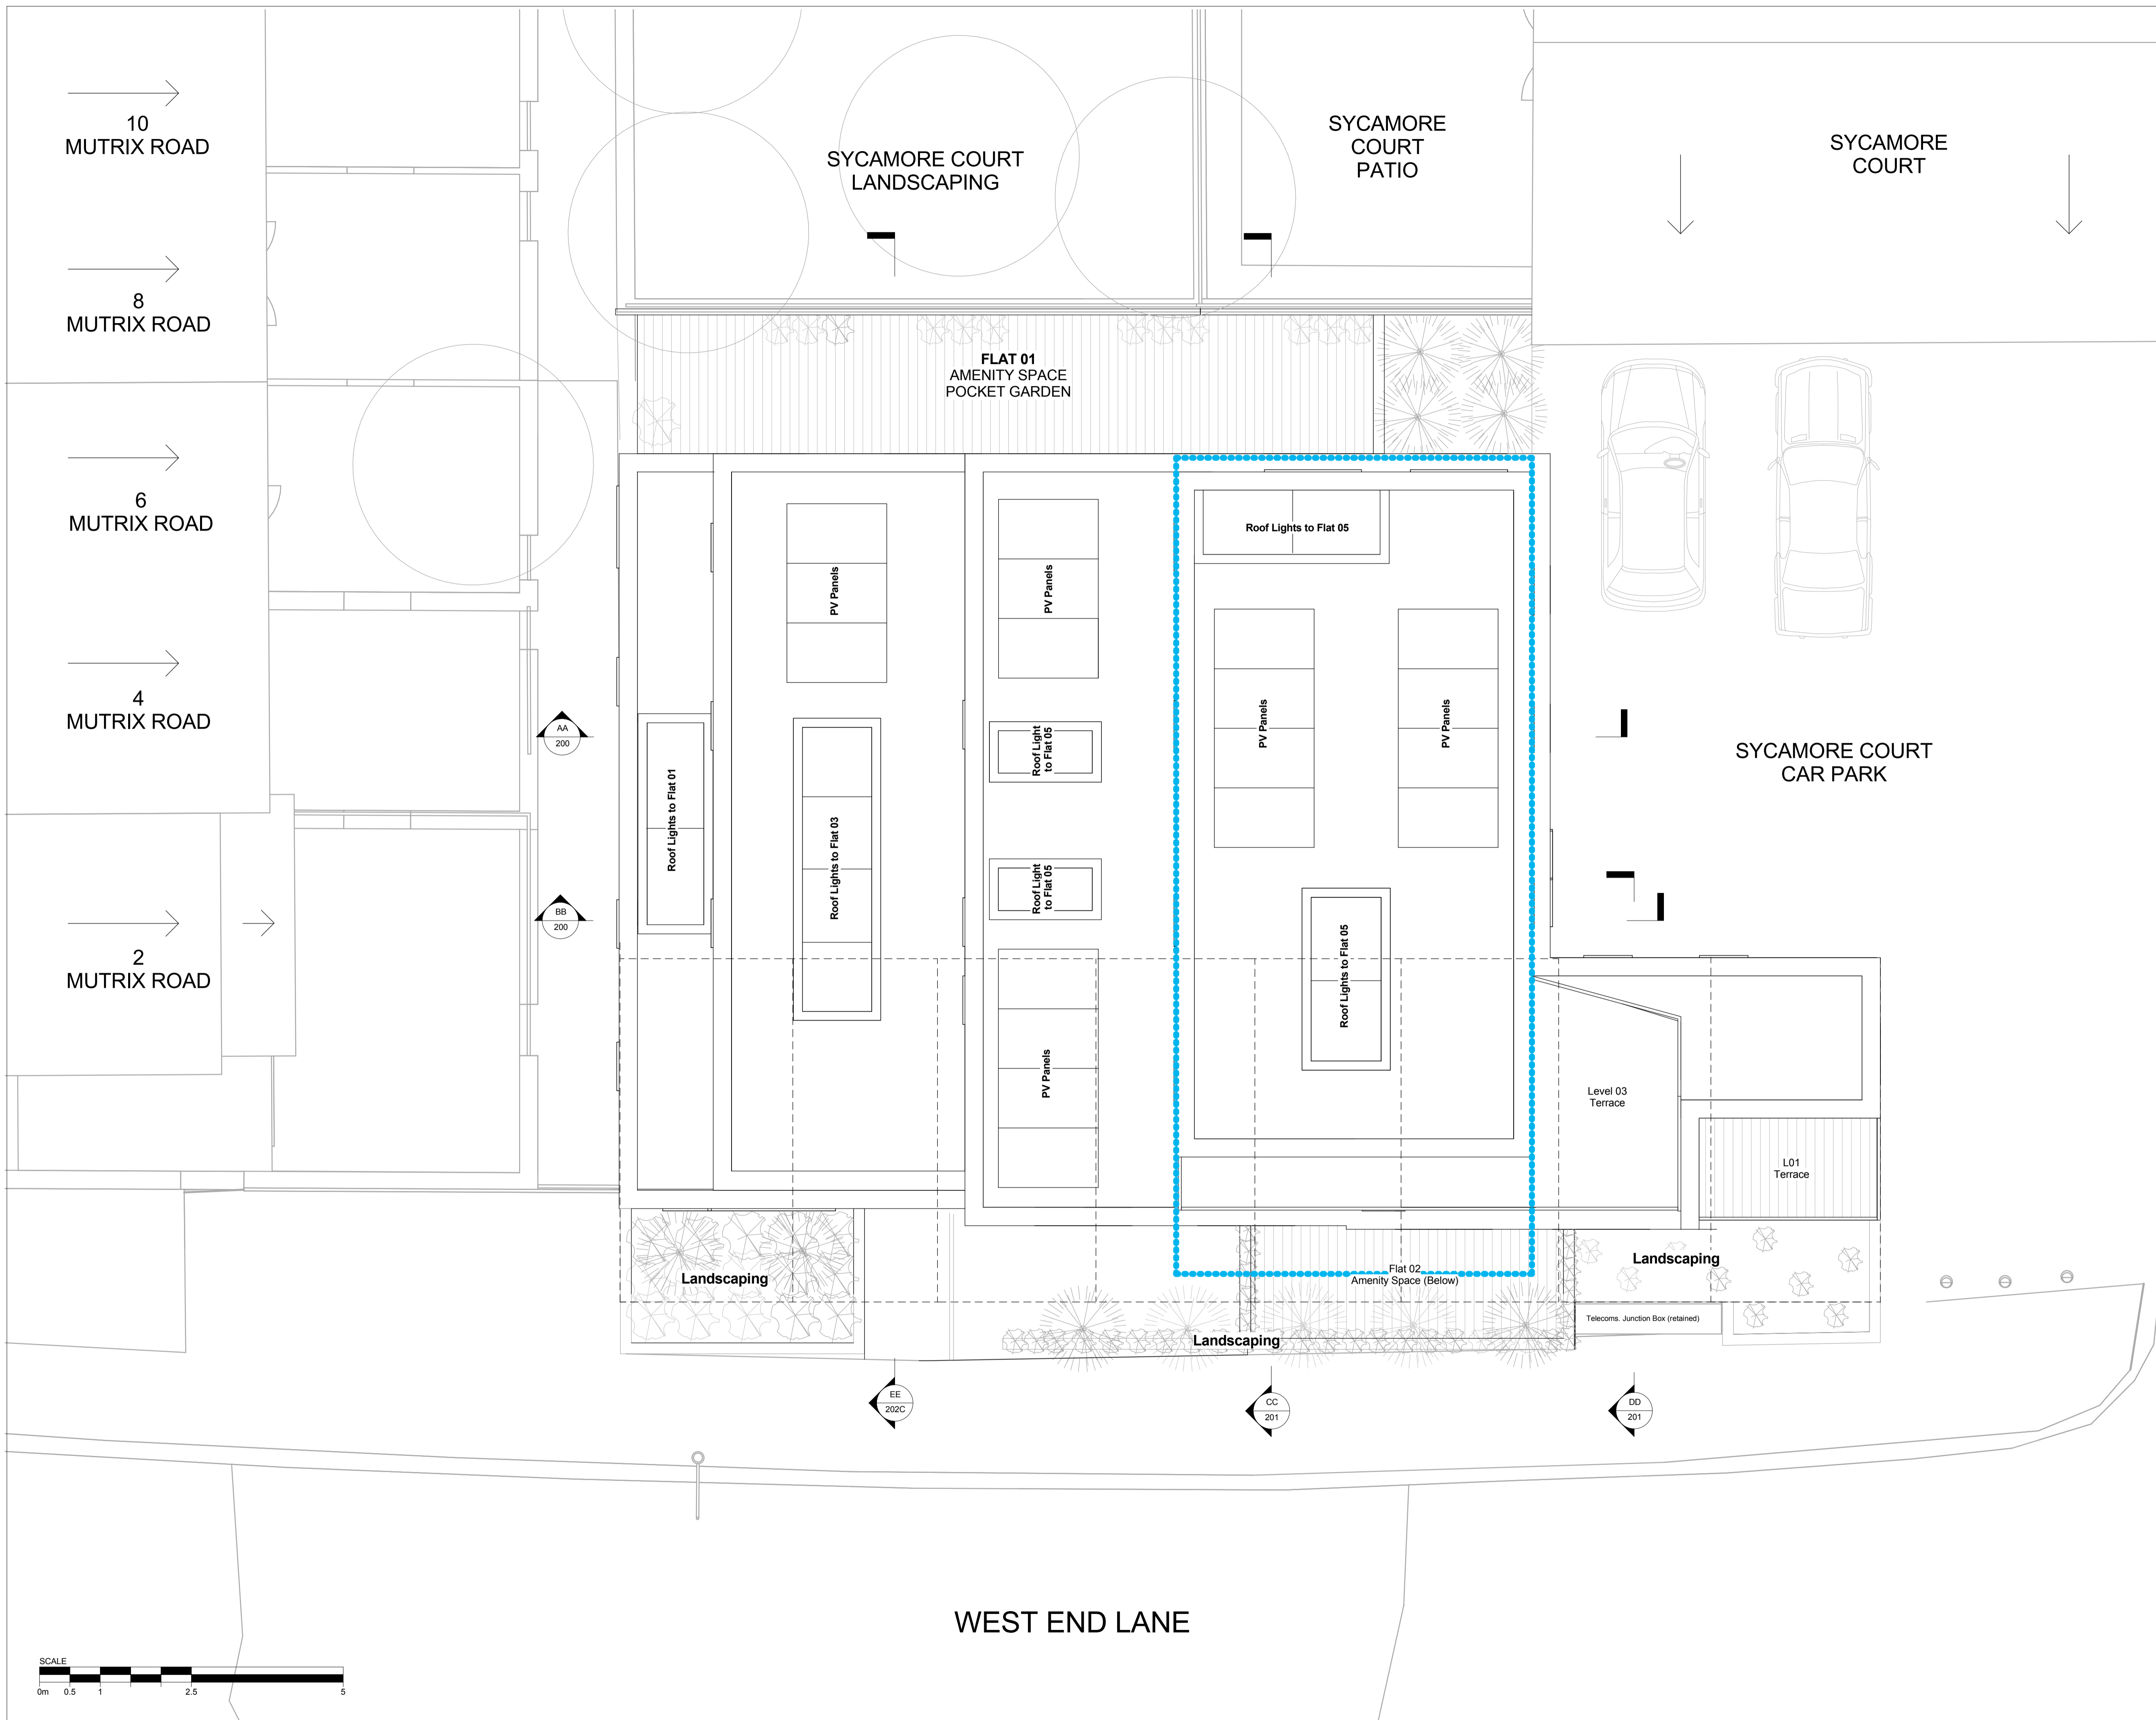 10
MUTRIX ROAD
SYCAMORE COURT
LANDSCAPING
SYCAMORE
COURT
PATIO
SYCAMORE
COURT
8
MUTRIX ROAD
FLAT 01
AMENITY SPACE
POCKET GARDEN
6
MUTRIX ROAD
Roof Lights to Flat 05
PV Panels
PV Panels
4
MUTRIX ROAD
AA
200
Roof Lights to Flat 01
Roof Lights to Flat 03
Roof Light
to Flat 05
PV Panels
PV Panels
SYCAMORE COURT
CAR PARK
Roof Light
to Flat 05
BB
200
2
MUTRIX ROAD
Roof Lights to Flat 05
PV Panels
Level 03
Terrace
L01
Terrace
Landscaping
Flat 02
Amenity Space (Below)
Landscaping
Telecoms. Junction Box (retained)
Landscaping
EE
202C
CC
201
DD
201
WEST END LANE
SCALE
0m 0.5 1 2.5 5